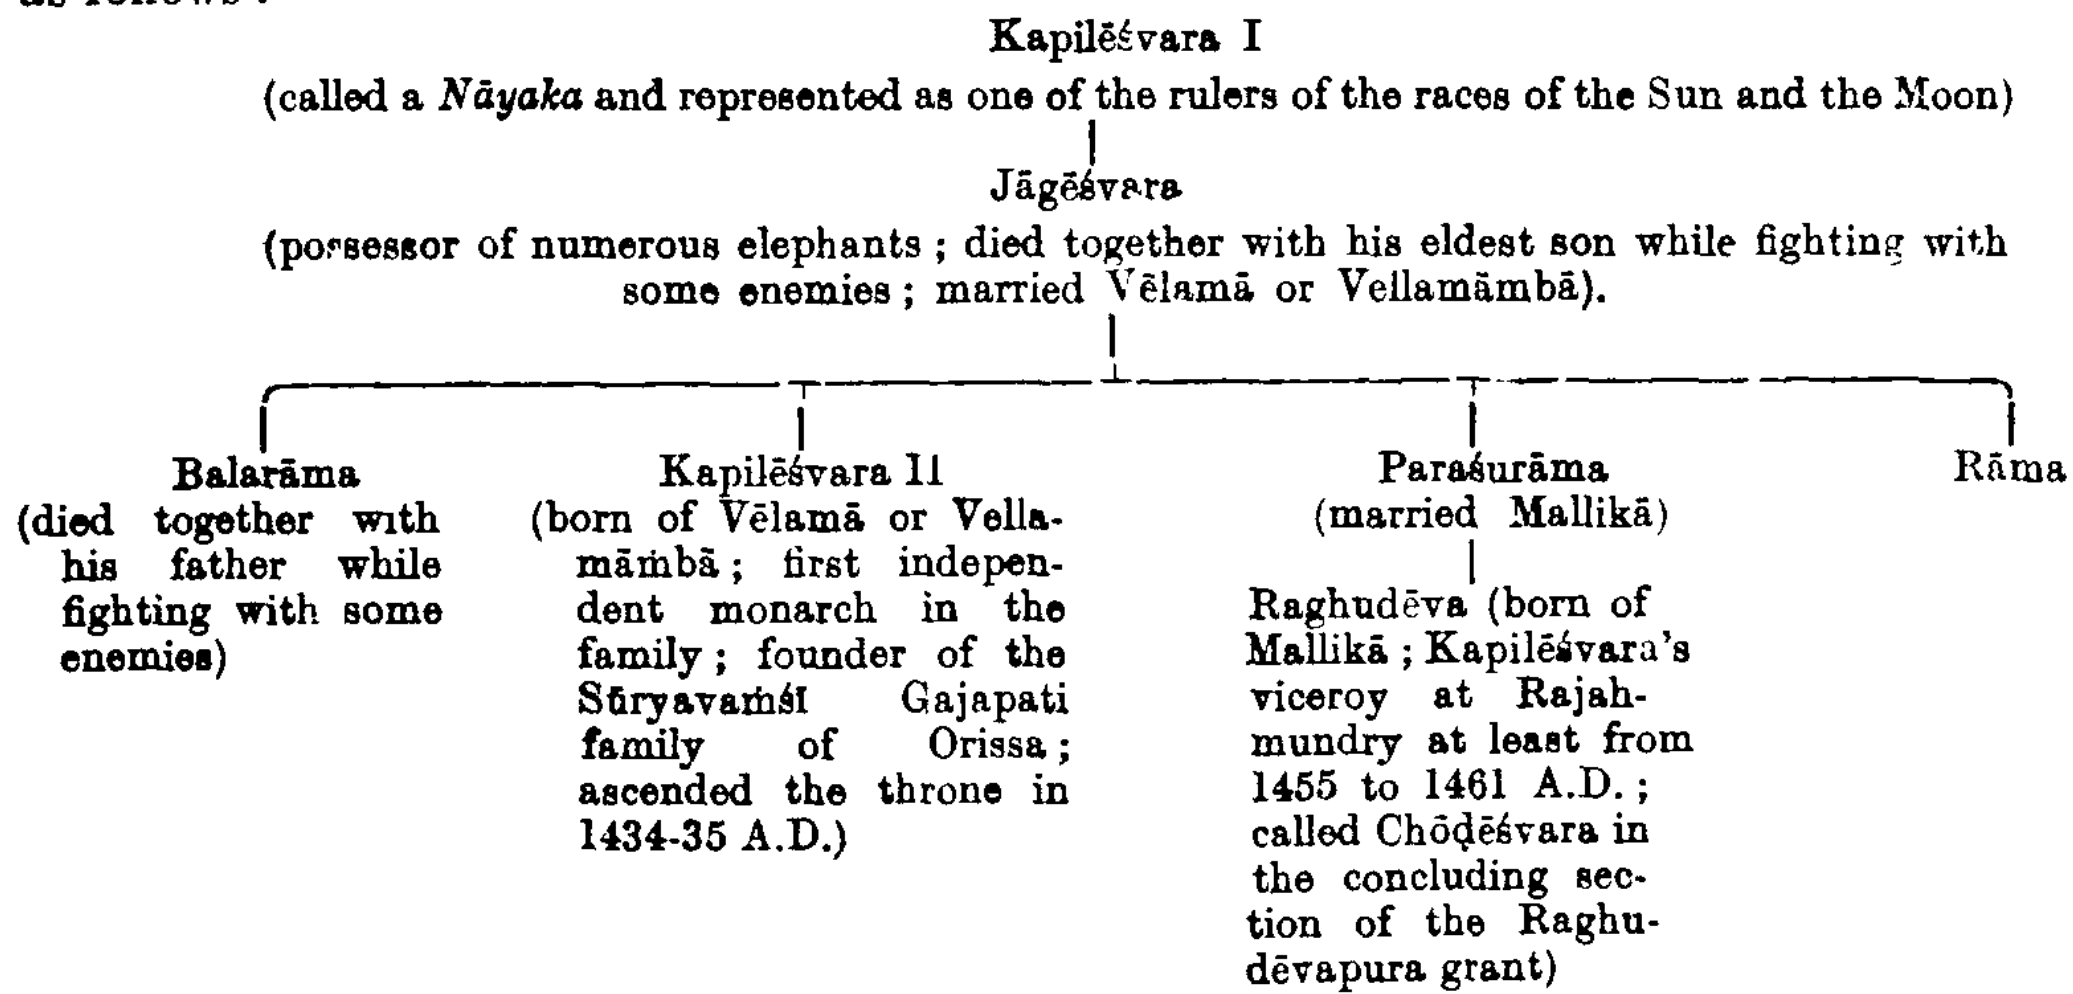 as follows :
Kapilēśvara I
(called a Nāyaka and represented as one of the rulers of the races of the Sun and the Moon)
Jāgēśvara
(possessor of numerous elephants ; died together with his eldest son while fighting with
some enemies ; married Vēlamā or Vellamāmbā).
Balarāma
(died together with
his father while
fighting with some
enemies)
Kapilēśvara II
(born of Vēlamā or Vella-
māṁbā ; first indepen-
dent monarch in the
family ; founder of the
Sūryavaṁśī Gajapati
family of Orissa ;
ascended the throne in
1434-35 A.D.)
Paraśurāma
(married Mallikā)
Raghudēva (born of
Mallikā ; Kapilēśvara's
viceroy at Rajah-
mundry at least from
1455 to 1461 A.D. ;
called Chōḍēśvara in
the concluding sec-
tion of the Raghu-
dēvapura grant)
Rāma